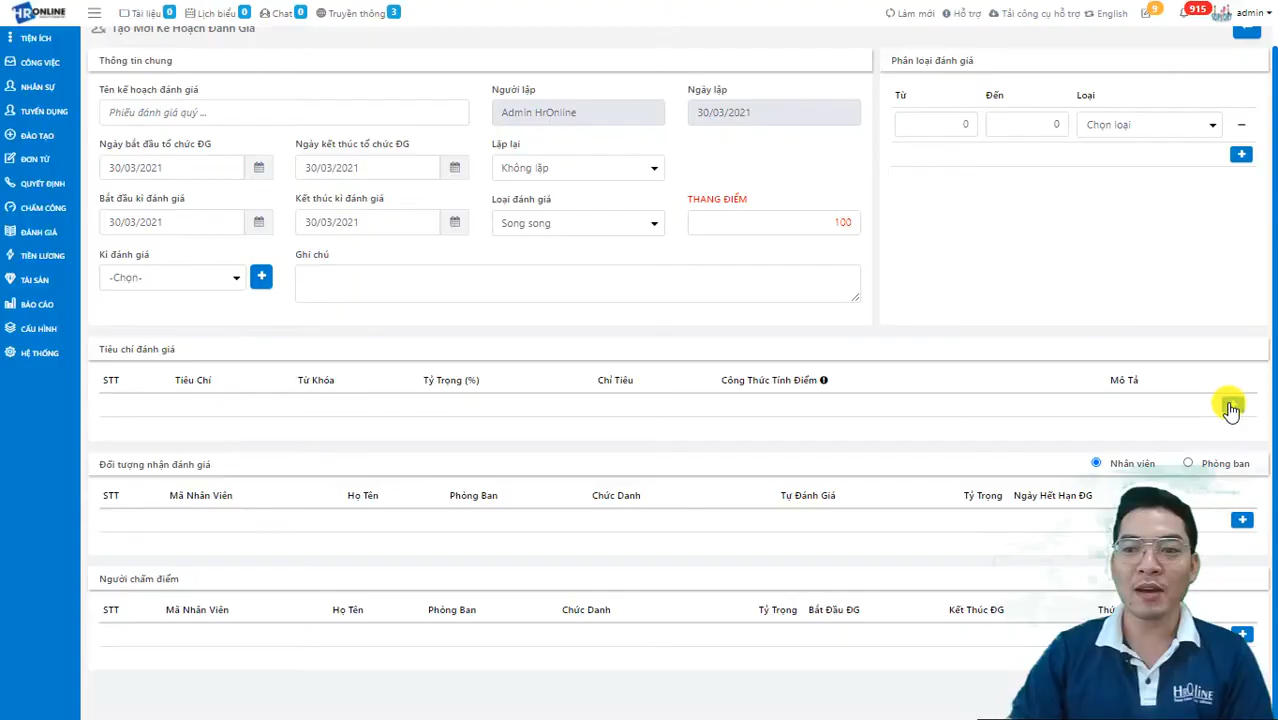 HRONLINE
Tài liệu 0 Lịch biểu 0 Chat 0 Truyền thông 3
Làm mới Hỗ trợ Tải công cụ hỗ trợ English 9 915 admin
TIỆN ÍCH
CÔNG VIỆC
NHÂN SỰ
TUYỂN DỤNG
ĐÀO TẠO
ĐƠN TỪ
QUYẾT ĐỊNH
CHẤM CÔNG
ĐÁNH GIÁ
TIỀN LƯƠNG
TÀI SẢN
BÁO CÁO
CẤU HÌNH
HỆ THỐNG
Tạo Mới Kế Hoạch Đánh Giá
Thông tin chung
Tên kế hoạch đánh giá Người lập Ngày lập
Phiếu đánh giá quý ... Admin HrOnline 30/03/2021
Ngày bắt đầu tổ chức ĐG Ngày kết thúc tổ chức ĐG Lặp lại
30/03/2021 30/03/2021 Không lặp
Bắt đầu kì đánh giá Kết thúc kì đánh giá Loại đánh giá THANG ĐIỂM
30/03/2021 30/03/2021 Song song 100
Kì đánh giá Ghi chú
-Chọn-
Phân loại đánh giá
Từ Đến Loại
0 0 Chọn loại
Tiêu chí đánh giá
STT Tiêu Chí Từ Khóa Tỷ Trọng (%) Chỉ Tiêu Công Thức Tính Điểm Mô Tả
Đối tượng nhận đánh giá Nhân viên Phòng ban
STT Mã Nhân Viên Họ Tên Phòng Ban Chức Danh Tự Đánh Giá Tỷ Trọng Ngày Hết Hạn ĐG
Người chấm điểm
STT Mã Nhân Viên Họ Tên Phòng Ban Chức Danh Tỷ Trọng Bắt Đầu ĐG Kết Thúc ĐG
HrOnline